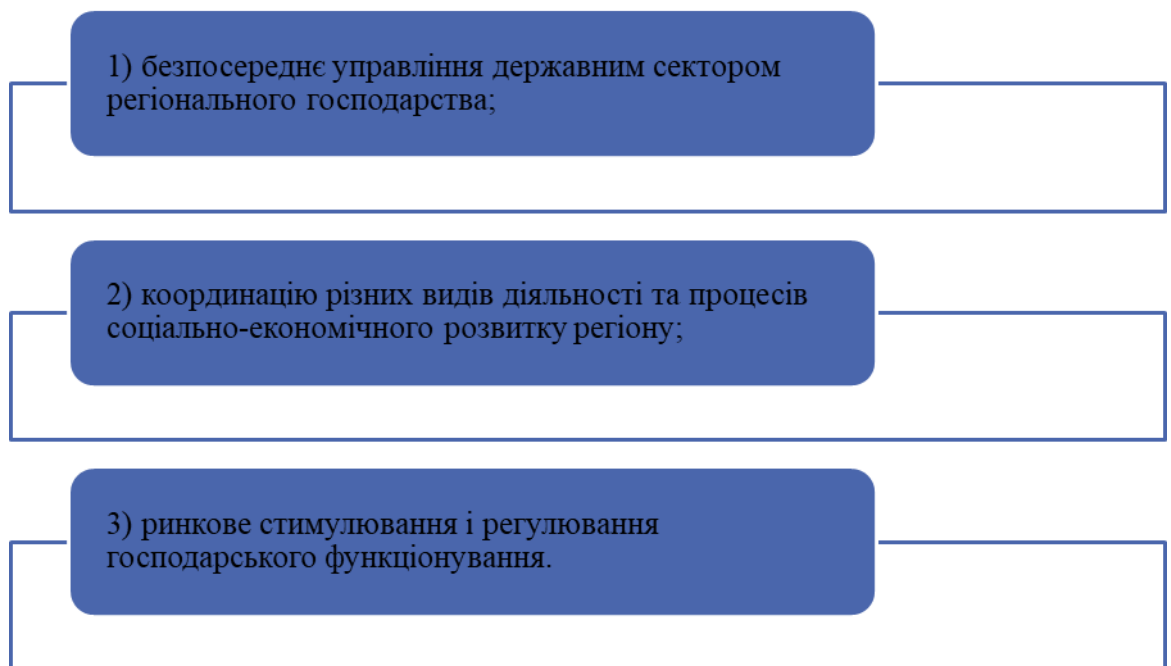 1) безпосереднє управління державним сектором
регіонального господарства;
2) координацію різних видів діяльності та процесів
соціально-економічного розвитку регіону;
3) ринкове стимулювання і регулювання
господарського функціонування.